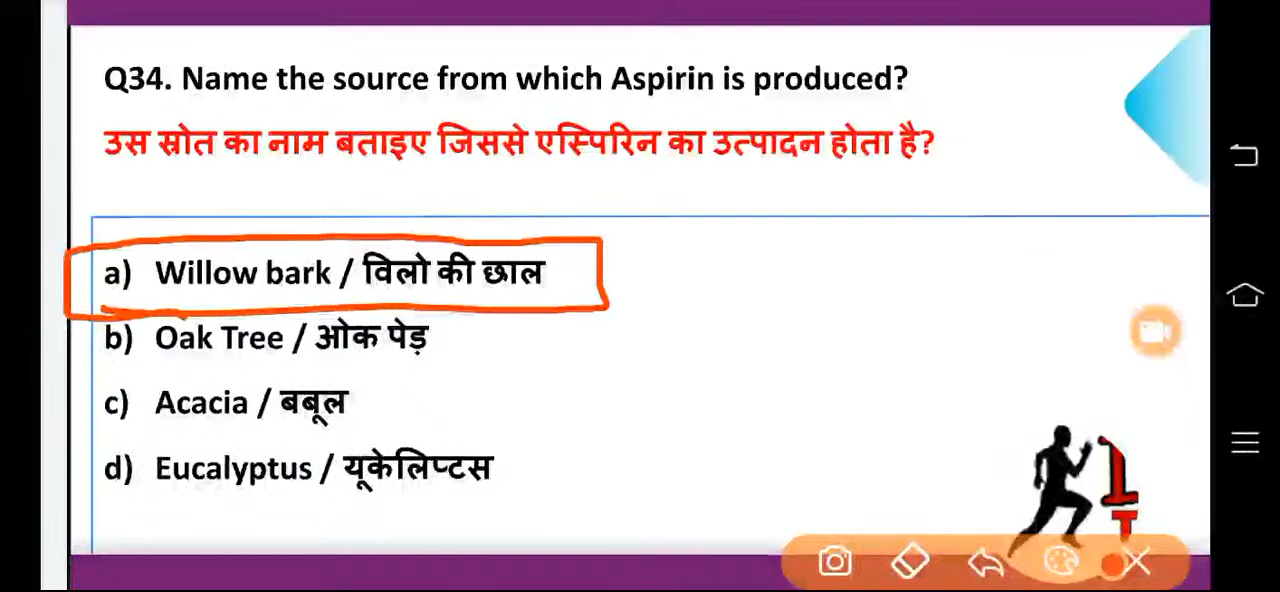 Q34. Name the source from which Aspirin is produced?
उस स्रोत का नाम बताइए जिससे एस्पिरिन का उत्पादन होता है?
a) Willow bark / विलो की छाल
b) Oak Tree / ओक पेड़
c) Acacia / बबूल
d) Eucalyptus / यूकेलिप्टस